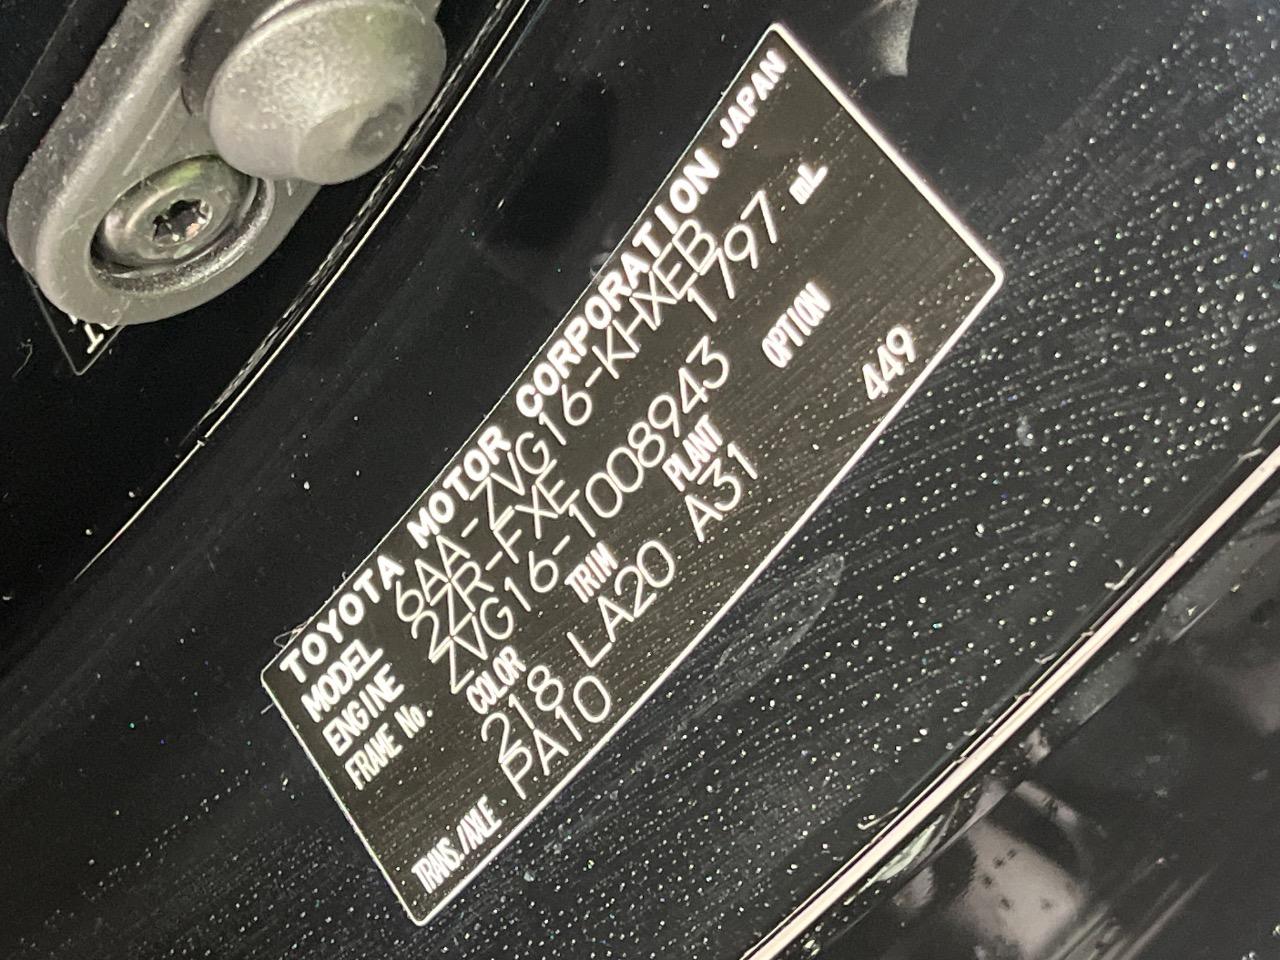 TOYOTA MOTOR CORPORATION JAPAN
MODEL 6AA-ZVG16-KHXEB
ENGINE 2ZR-FXE 1797 mL
FRAME No. ZVG16-1008943
COLOR TRIM PLANT OPTION
218 LA20 A31 449
TRANS./AXLE PA10